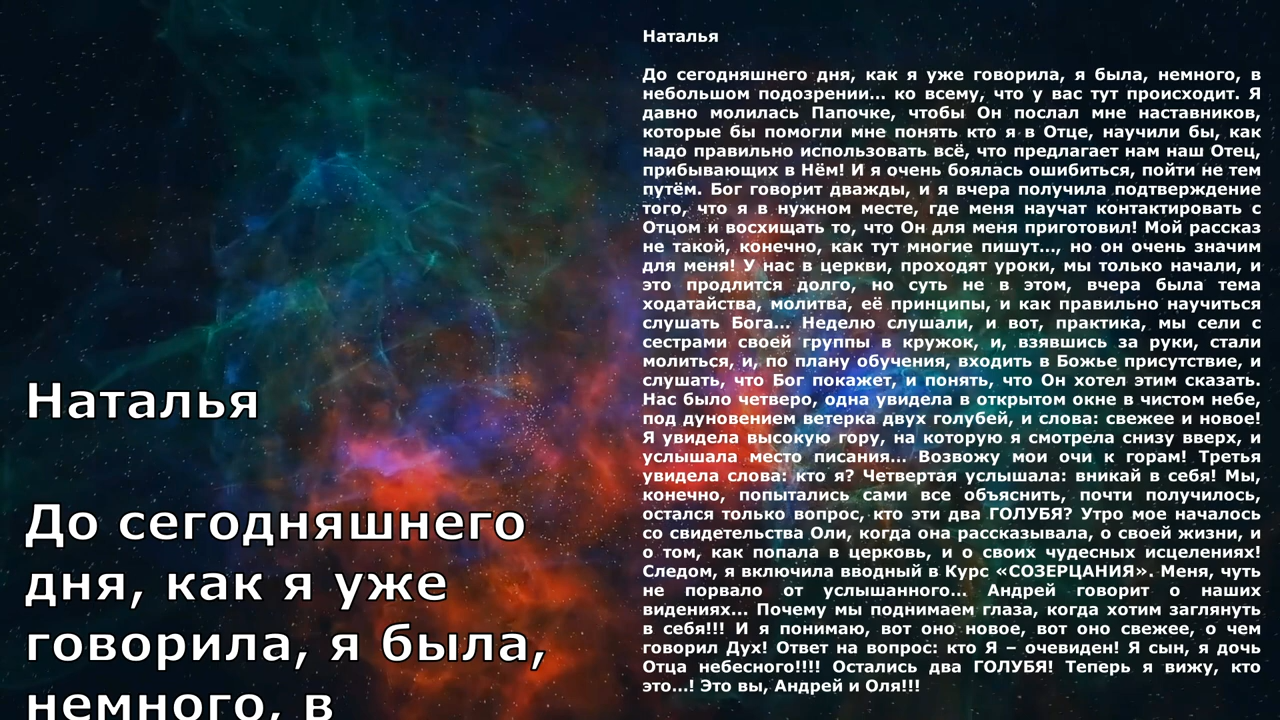 Наталья
До сегодняшнего
дня, как я уже
говорила, я была,
немного, в
Наталья
До сегодняшнего дня, как я уже говорила, я была, немного, в
небольшом подозрении... ко всему, что у вас тут происходит. Я
давно молилась Папочке, чтобы Он послал мне наставников,
которые бы помогли мне понять кто я в Отце, научили бы, как
надо правильно использовать всё, что предлагает нам наш Отец,
прибывающих в Нём! И я очень боялась ошибиться, пойти не тем
путём. Бог говорит дважды, и я вчера получила подтверждение
того, что я в нужном месте, где меня научат контактировать с
Отцом и восхищать то, что Он для меня приготовил! Мой рассказ
не такой, конечно, как тут многие пишут..., но он очень значим
для меня! У нас в церкви, проходят уроки, мы только начали, и
это продлится долго, но суть не в этом, вчера была тема
ходатайства, молитва, её принципы, и как правильно научиться
слушать Бога... Неделю слушали, и вот, практика, мы сели с
сестрами своей группы в кружок, и, взявшись за руки, стали
молиться, и, по плану обучения, входить в Божье присутствие, и
слушать, что Бог покажет, и понять, что Он хотел этим сказать.
Нас было четверо, одна увидела в открытом окне в чистом небе,
под дуновением ветерка двух голубей, и слова: свежее и новое!
Я увидела высокую гору, на которую я смотрела снизу вверх, и
услышала место писания... Возвожу мои очи к горам! Третья
увидела слова: кто я? Четвертая услышала: вникай в себя! Мы,
конечно, попытались сами все объяснить, почти получилось,
остался только вопрос, кто эти два ГОЛУБЯ? Утро мое началось
со свидетельства Оли, когда она рассказывала, о своей жизни, и
о том, как попала в церковь, и о своих чудесных исцелениях!
Следом, я включила вводный в Курс «СОЗЕРЦАНИЯ». Меня, чуть
не порвало от услышанного... Андрей говорит о наших
видениях... Почему мы поднимаем глаза, когда хотим заглянуть
в себя!!! И я понимаю, вот оно новое, вот оно свежее, о чем
говорил Дух! Ответ на вопрос: кто Я – очевиден! Я сын, я дочь
Отца небесного!!!! Остались два ГОЛУБЯ! Теперь я вижу, кто
это...! Это вы, Андрей и Оля!!!